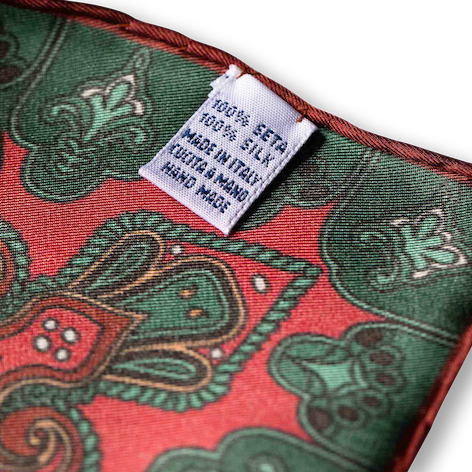 100% SETA
100% SILK
MADE IN ITALY
CUCITA A MANO
HAND MADE